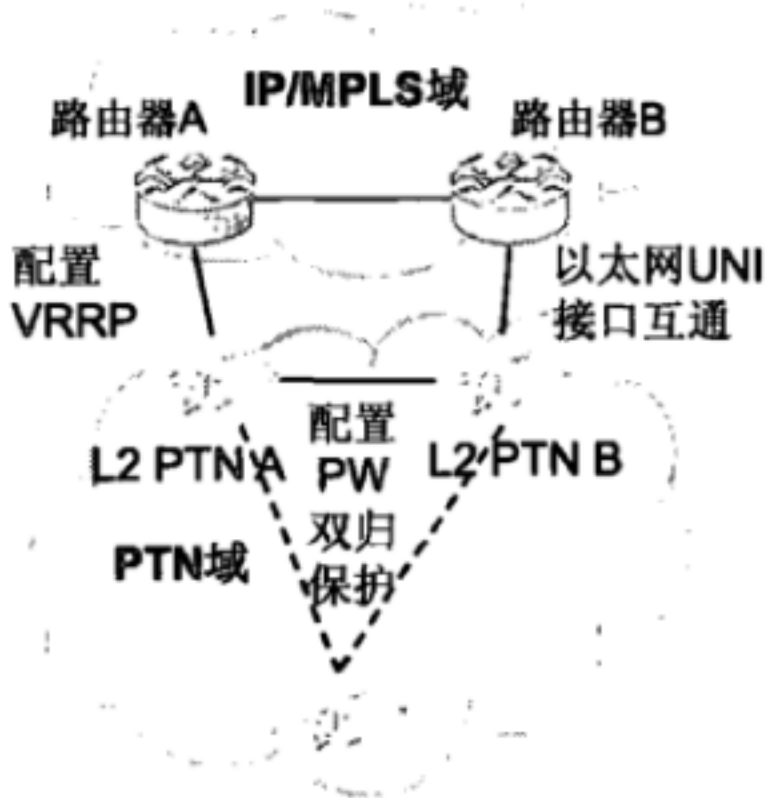 IP/MPLS域
路由器A
路由器B
配置
VRRP
以太网UNI
接口互通
配置
PW
双归
保护
L2 PTN A
L2 PTN B
PTN域